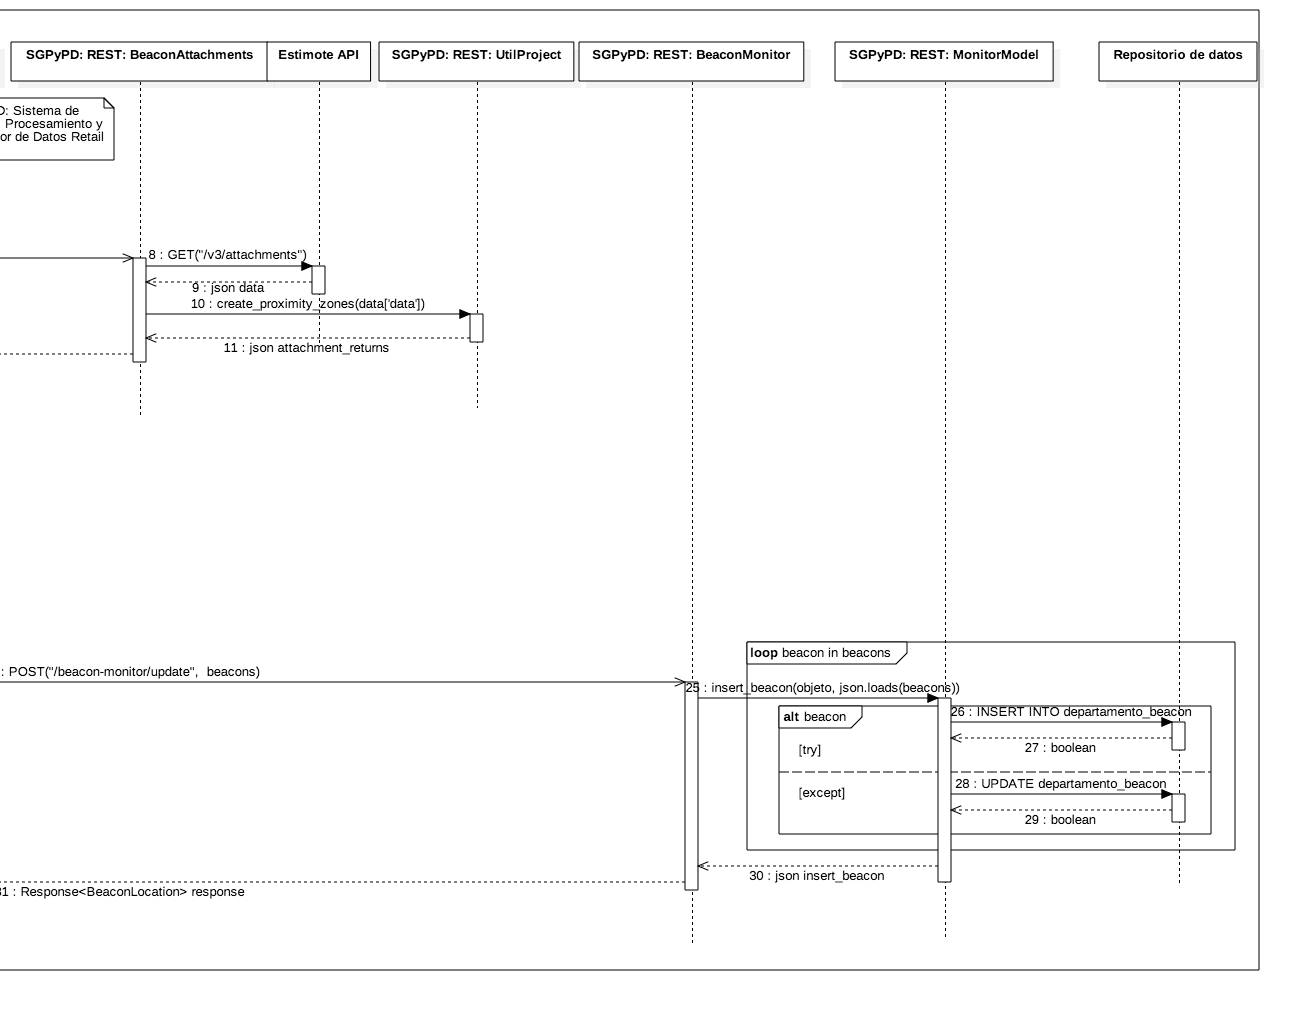 SGPyPD: REST: BeaconAttachments
Estimote API
SGPyPD: REST: UtilProject
SGPyPD: REST: BeaconMonitor
SGPyPD: REST: MonitorModel
Repositorio de datos
D: Sistema de
Procesamiento y
or de Datos Retail
8 : GET("/v3/attachments")
9 : json data
10 : create_proximity_zones(data['data'])
11 : json attachment_returns
loop beacon in beacons
: POST("/beacon-monitor/update", beacons)
25 : insert_beacon(objeto, json.loads(beacons))
alt beacon
26 : INSERT INTO departamento_beacon
[try]
27 : boolean
28 : UPDATE departamento_beacon
[except]
29 : boolean
30 : json insert_beacon
31 : Response<BeaconLocation> response